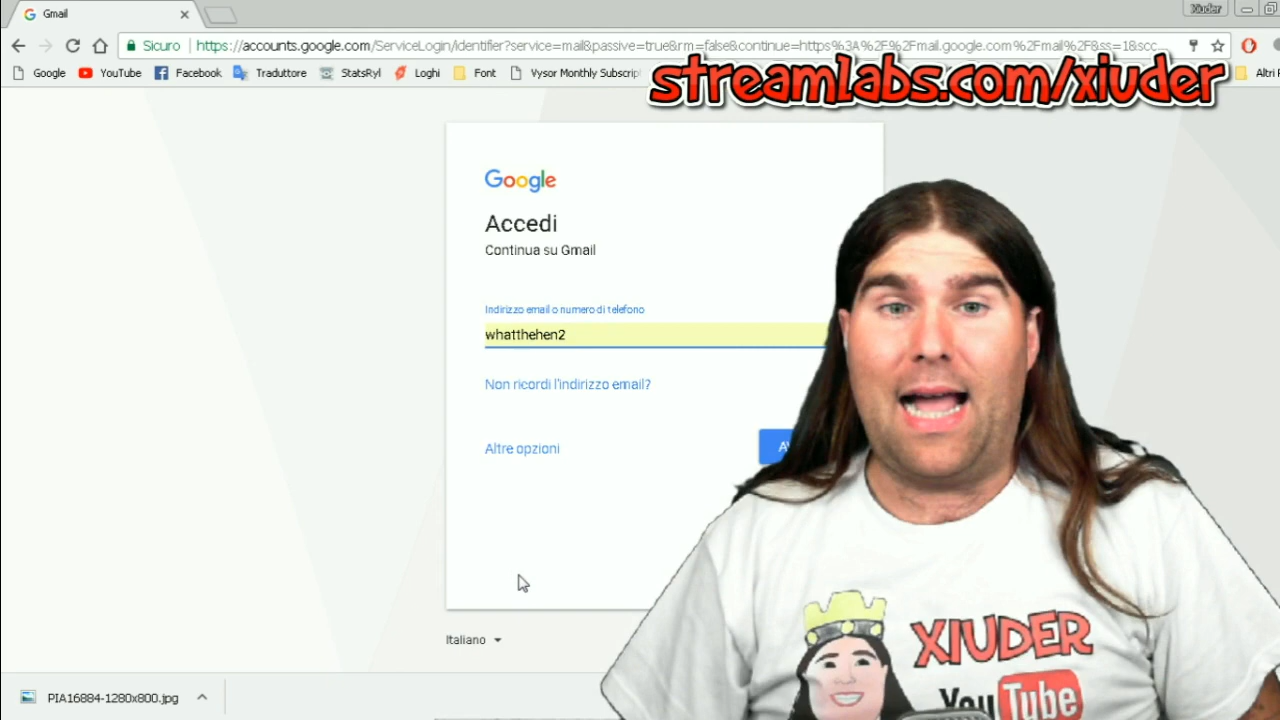 Gmail
Xiuder
Sicuro
https://accounts.google.com/ServiceLogin/identifier?service=mail&passive=true&rm=false&continue=https%3A%2F%2Fmail.google.com%2Fmail%2F&ss=1&scc...
Google YouTube Facebook Traduttore StatsRyl Loghi Font Vysor Monthly Subscrip Altri
streamlabs.com/xiuder
Google
Accedi
Continua su Gmail
Indirizzo email o numero di telefono
whatthehen2
Non ricordi l'indirizzo email?
Altre opzioni
XIUDER
YouTube
Italiano
PIA16884-1280x800.jpg